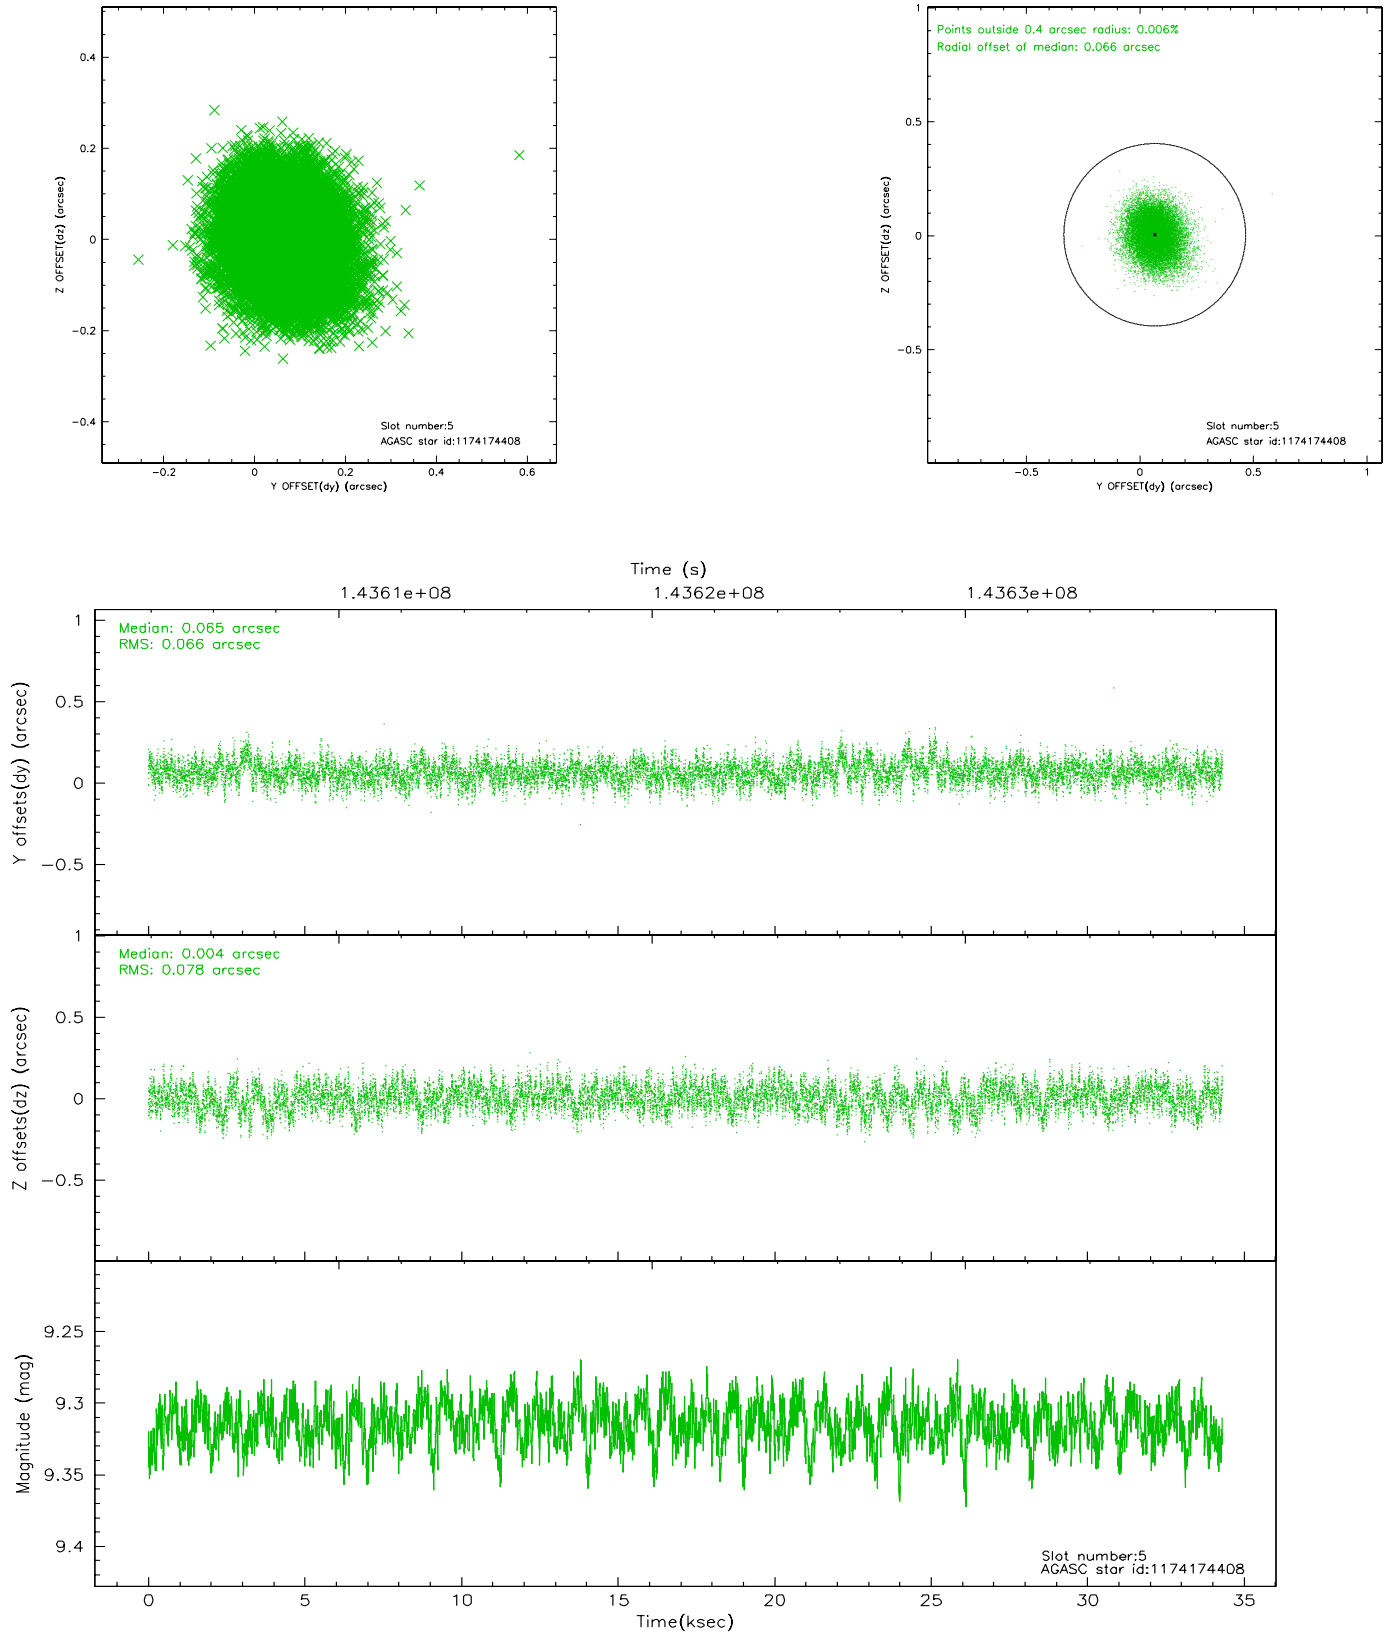 0.4
0.2
0
−0.2
−0.4
Z OFFSET(dz) (arcsec)
−0.2 0 0.2 0.4 0.6
Y OFFSET(dy) (arcsec)
Slot number:5
AGASC star id:1174174408
Points outside 0.4 arcsec radius: 0.006%
Radial offset of median: 0.066 arcsec
1
0.5
0
−0.5
Z OFFSET(dz) (arcsec)
−0.5 0 0.5 1
Y OFFSET(dy) (arcsec)
Slot number:5
AGASC star id:1174174408
Time (s)
1.4361e+08 1.4362e+08 1.4363e+08
Median: 0.065 arcsec
RMS: 0.066 arcsec
1
0.5
0
−0.5
Y offsets(dy) (arcsec)
Median: 0.004 arcsec
RMS: 0.078 arcsec
1
0.5
0
−0.5
Z offsets(dz) (arcsec)
9.25
9.3
9.35
9.4
Magnitude (mag)
Slot number:5
AGASC star id:1174174408
0 5 10 15 20 25 30 35
Time(ksec)